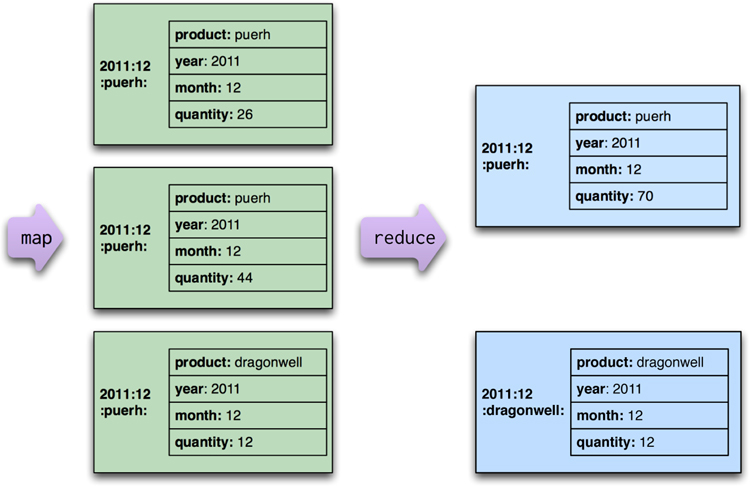 map
2011:12
:puerh:
product: puerh
year: 2011
month: 12
quantity: 26
2011:12
:puerh:
product: puerh
year: 2011
month: 12
quantity: 44
2011:12
:puerh:
product: dragonwell
year: 2011
month: 12
quantity: 12
reduce
2011:12
:puerh:
product: puerh
year: 2011
month: 12
quantity: 70
2011:12
:dragonwell:
product: dragonwell
year: 2011
month: 12
quantity: 12